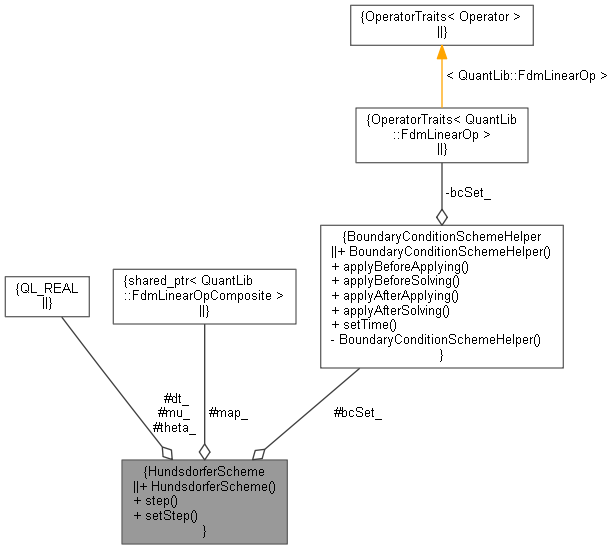 {OperatorTraits< Operator >
||}
< QuantLib::FdmLinearOp >
{OperatorTraits< QuantLib
::FdmLinearOp >
||}
-bcSet_
{BoundaryConditionSchemeHelper
||+ BoundaryConditionSchemeHelper()
+ applyBeforeApplying()
+ applyBeforeSolving()
+ applyAfterApplying()
+ applyAfterSolving()
+ setTime()
- BoundaryConditionSchemeHelper()
}
{QL_REAL
||}
{shared_ptr< QuantLib
::FdmLinearOpComposite >
||}
#dt_
#mu_
#theta_
#map_
#bcSet_
{HundsdorferScheme
||+ HundsdorferScheme()
+ step()
+ setStep()
}